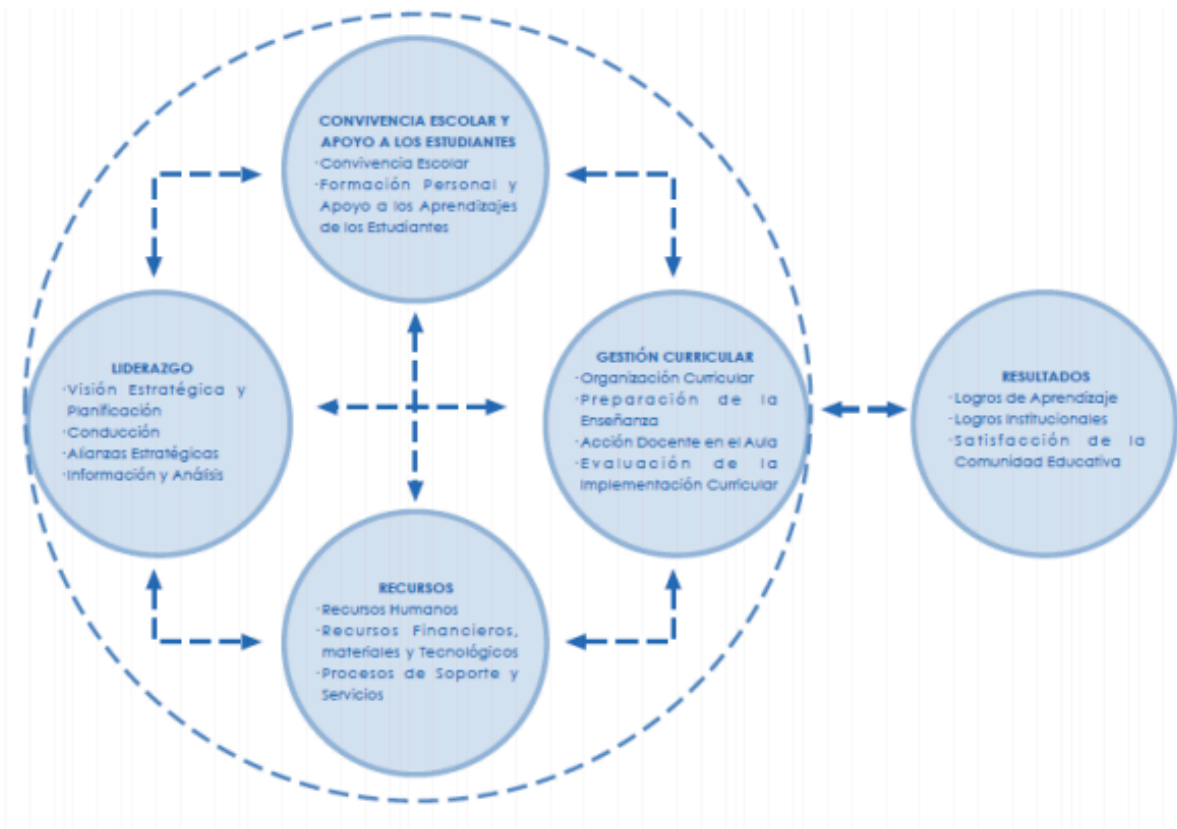 CONVIVENCIA ESCOLAR Y
APOYO A LOS ESTUDIANTES
·Convivencia Escolar
·Formación Personal y
Apoyo a los Aprendizajes
de los Estudiantes
LIDERAZGO
·Visión Estratégica y
Planificación
·Conducción
·Alianzas Estratégicas
·Información y Análisis
GESTIÓN CURRICULAR
·Organización Curricular
·Preparación de la
Enseñanza
·Acción Docente en el Aula
·Evaluación de la
Implementación Curricular
RESULTADOS
·Logros de Aprendizaje
·Logros Institucionales
·Satisfacción de la
Comunidad Educativa
RECURSOS
·Recursos Humanos
·Recursos Financieros,
materiales y Tecnológicos
·Procesos de Soporte y
Servicios